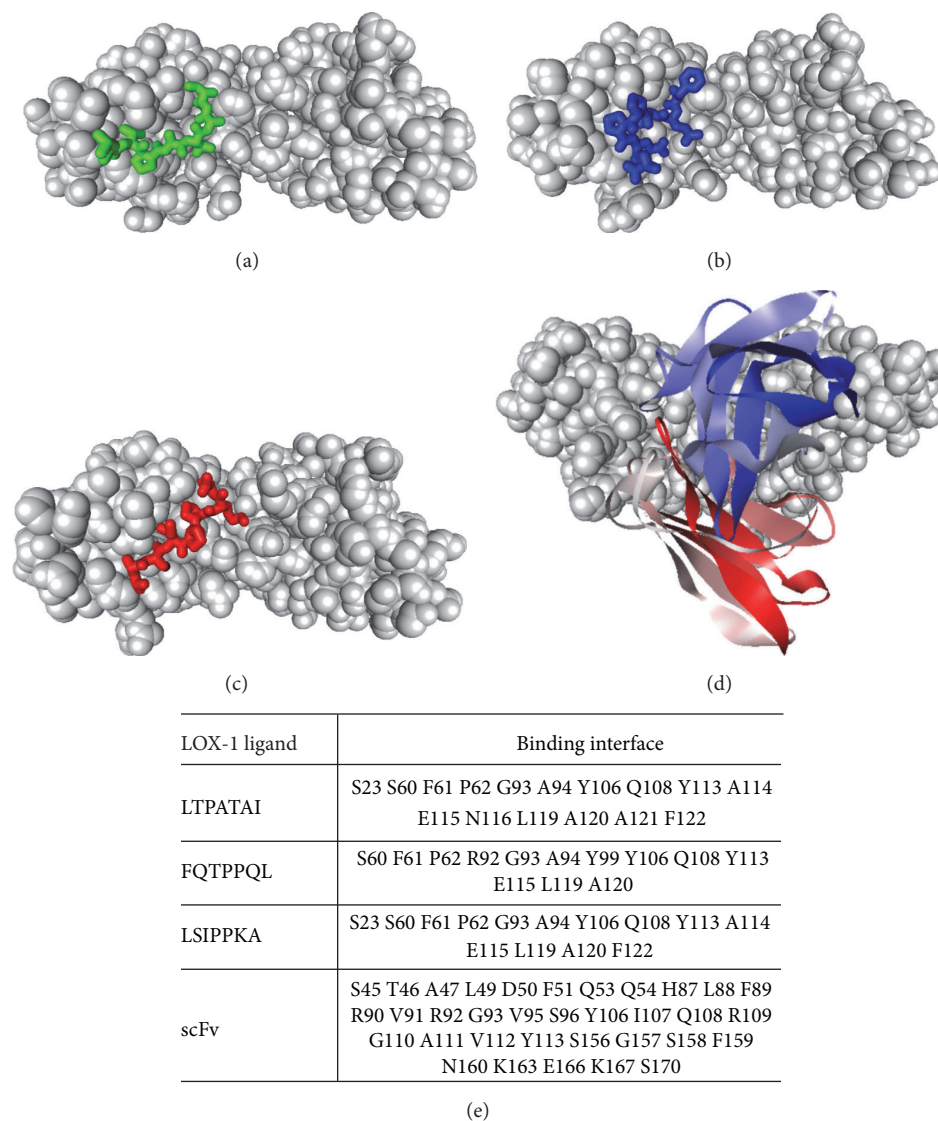 (a)
(b)
(c)
(d)
LOX-1 ligand
Binding interface
LTPATAI
S23 S60 F61 P62 G93 A94 Y106 Q108 Y113 A114
E115 N116 L119 A120 A121 F122
FQTPPQL
S60 F61 P62 R92 G93 A94 Y99 Y106 Q108 Y113
E115 L119 A120
LSIPPKA
S23 S60 F61 P62 G93 A94 Y106 Q108 Y113 A114
E115 L119 A120 F122
scFv
S45 T46 A47 L49 D50 F51 Q53 Q54 H87 L88 F89
R90 V91 R92 G93 V95 S96 Y106 I107 Q108 R109
G110 A111 V112 Y113 S156 G157 S158 F159
N160 K163 E166 K167 S170
(e)